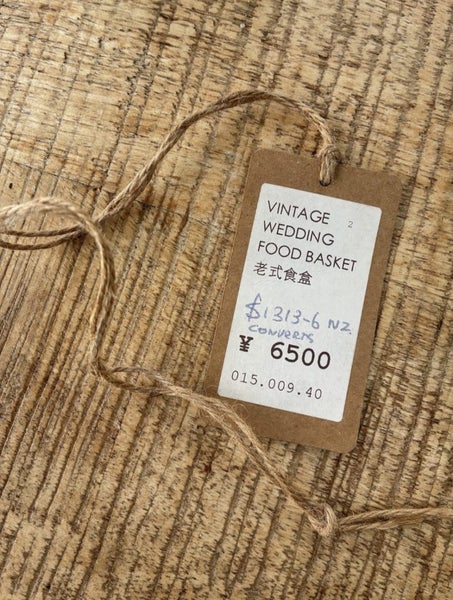 VINTAGE 2
WEDDING
FOOD BASKET
老式食盒
$1313-6 NZ
CONVERTS
¥ 6500
015.009.40